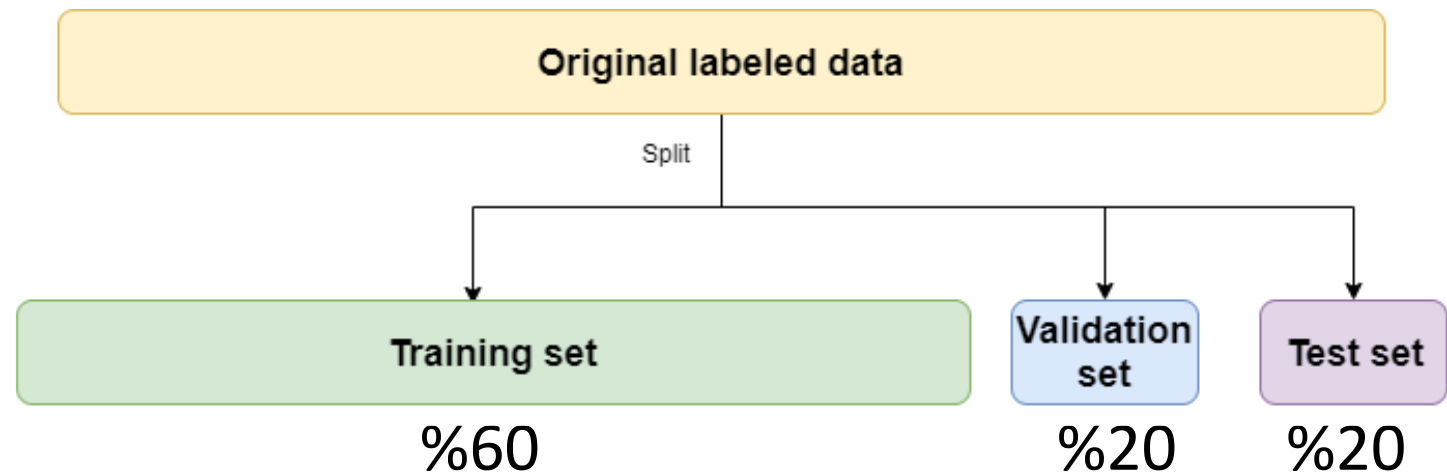 Original labeled data
Split
Training set
Validation
set
Test set
%60
%20
%20